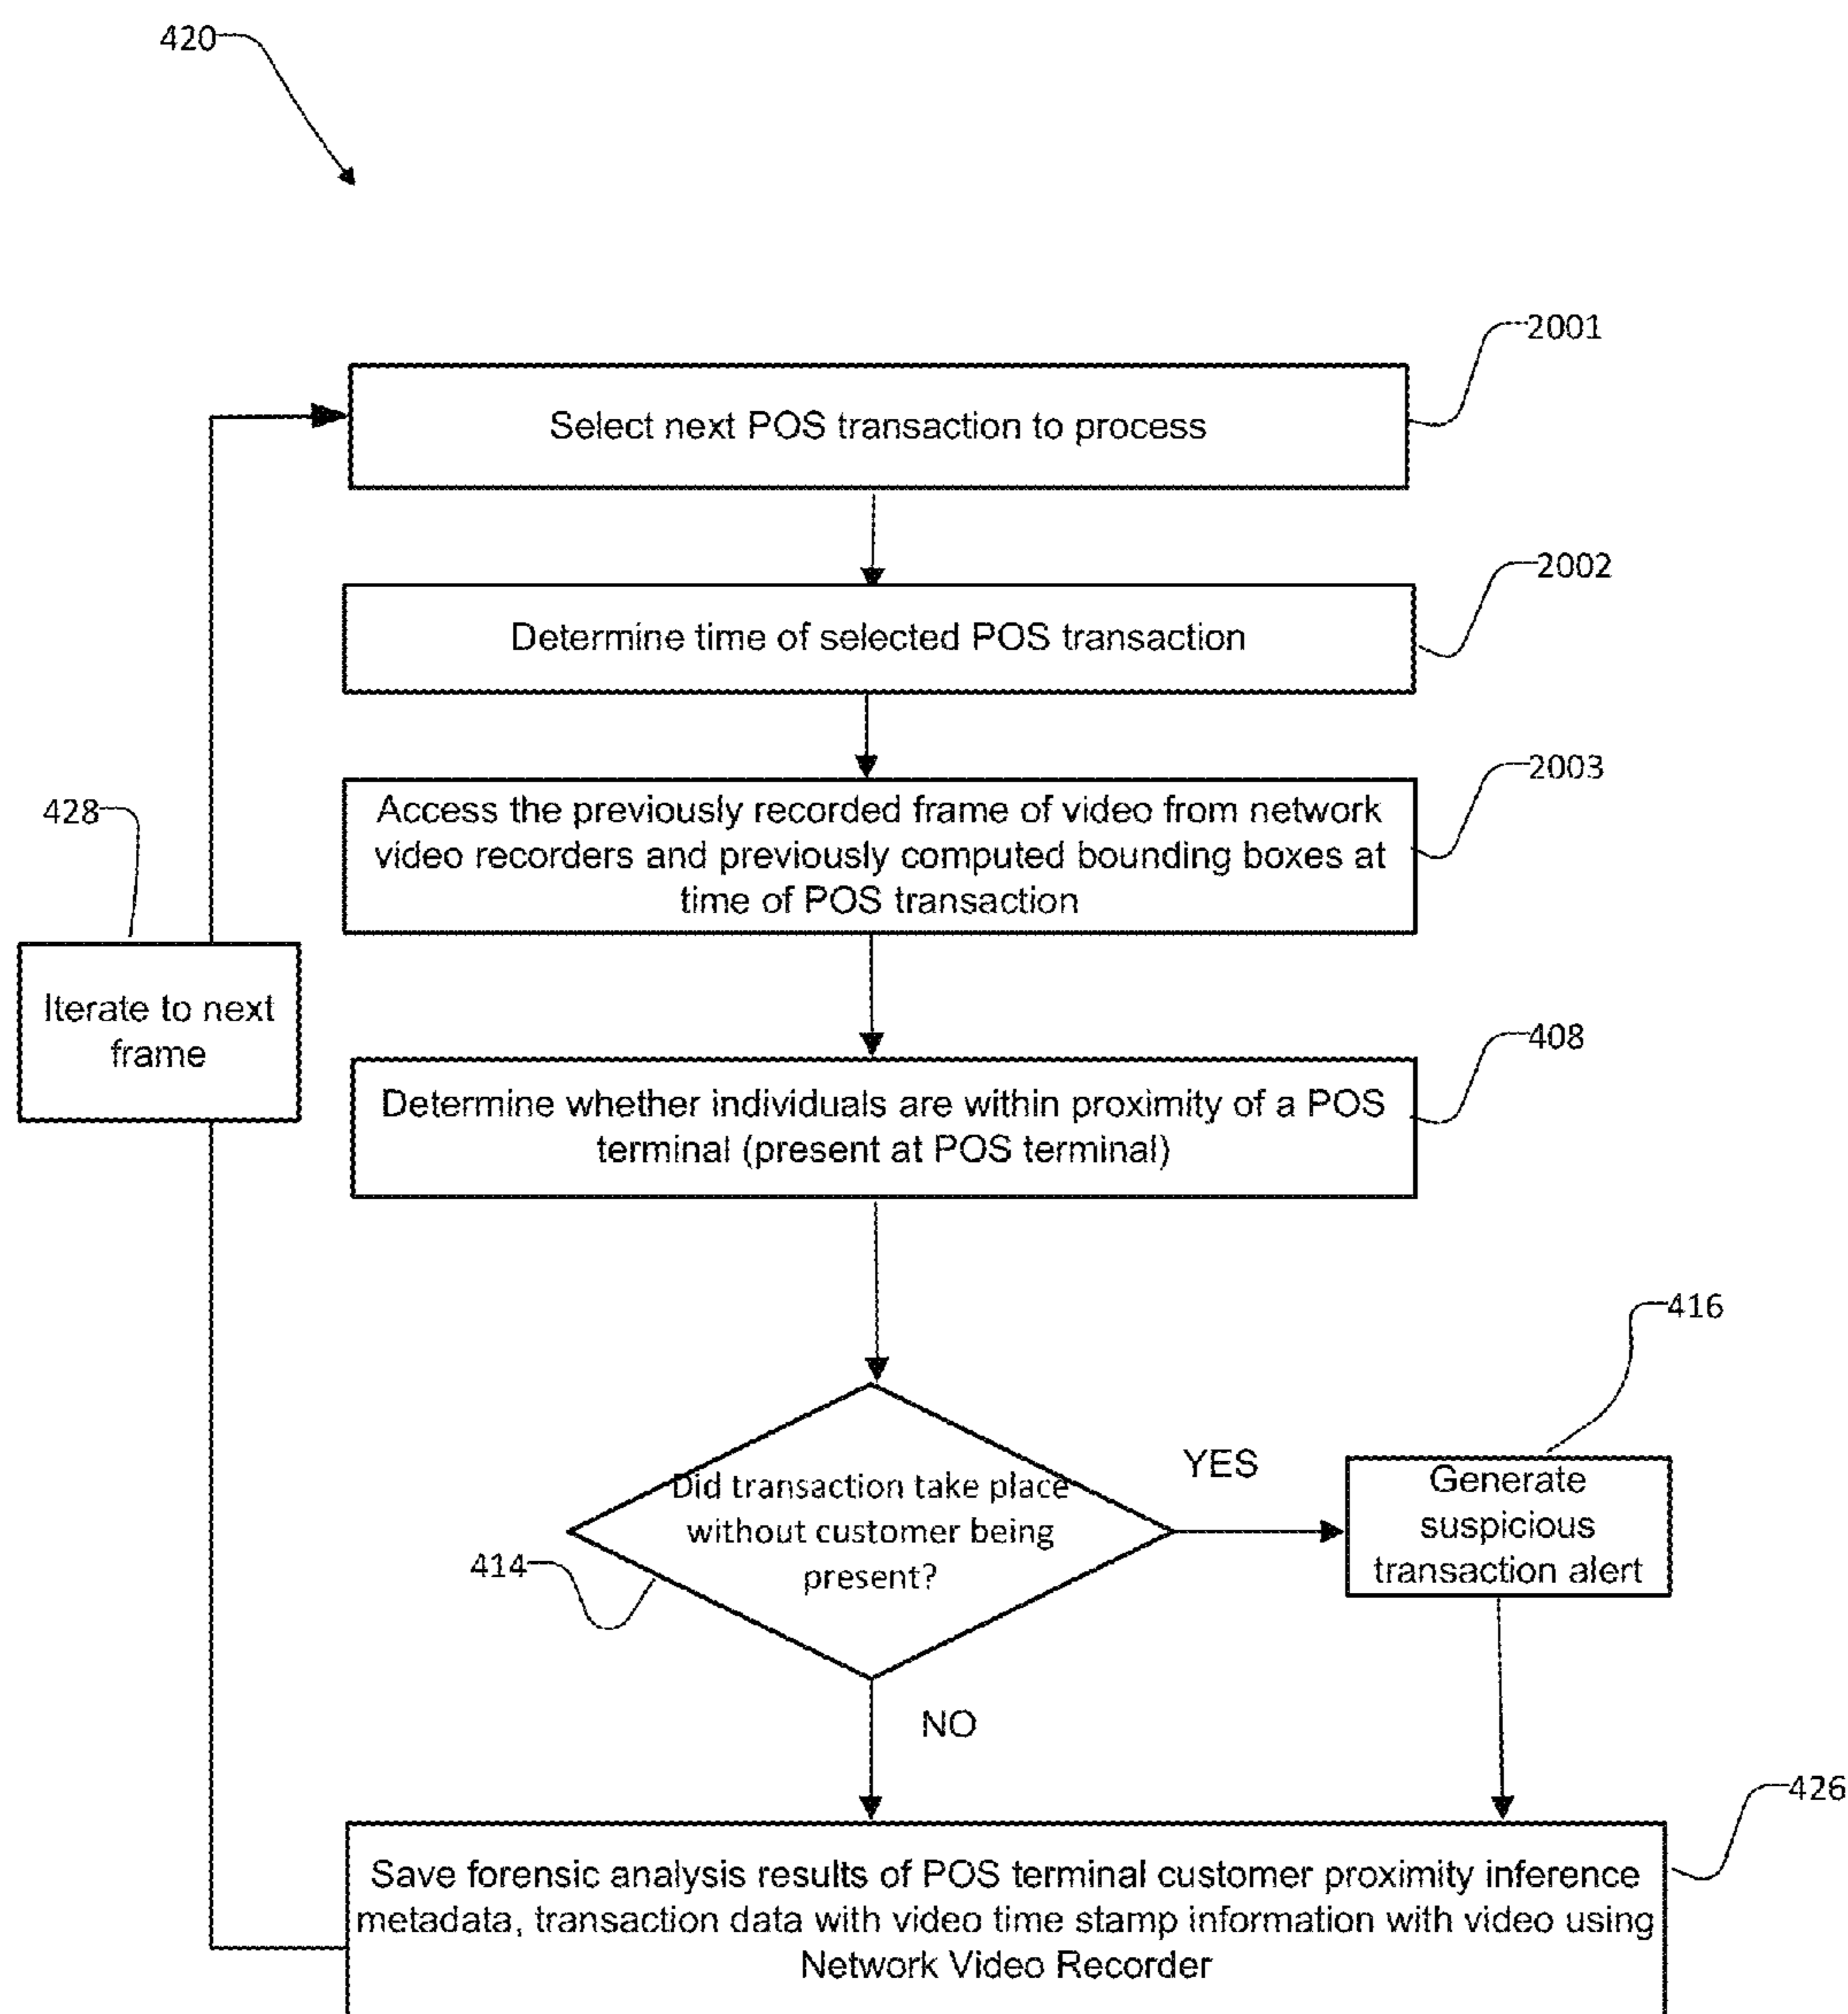 420
2001
Select next POS transaction to process
2002
Determine time of selected POS transaction
2003
Access the previously recorded frame of video from network
video recorders and previously computed bounding boxes at
time of POS transaction
428
Iterate to next
frame
408
Determine whether individuals are within proximity of a POS
terminal (present at POS terminal)
416
Did transaction take place
without customer being
present?
414
YES
Generate
suspicious
transaction alert
NO
426
Save forensic analysis results of POS terminal customer proximity inference
metadata, transaction data with video time stamp information with video using
Network Video Recorder